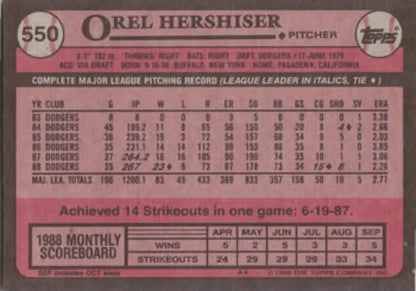 550
OREL HERSHISER
♦ PITCHER
TOPPS
6'3" 192 lb. THROWS: RIGHT BATS: RIGHT DRAFT: DODGERS #17-JUNE 1979
ACQ: VIA DRAFT BORN: 9-16-58, BUFFALO, NEW YORK HOME: PASADENA, CALIFORNIA
COMPLETE MAJOR LEAGUE PITCHING RECORD (LEAGUE LEADER IN ITALICS, TIE ♦)
YR CLUB G IP W L R ER SO BB GS CG SHO SV ERA
83 DODGERS 8 8 0 0 6 3 5 6 0 0 0 1 3.38
84 DODGERS 45 189.2 11 8 65 56 150 50 20 8 4♦ 2 2.66
85 DODGERS 36 239.2 19 3 72 54 157 68 34 9 5 0 2.03
86 DODGERS 35 231.1 14 14 112 99 153 86 35 8 1 0 3.85
87 DODGERS 37 264.2 16 16 105 90 190 74 35 10 1 1 3.06
88 DODGERS 35 267 23♦ 8 73 67 178 73 34 15♦ 8 1 2.26
MAJ. LEA. TOTALS 196 1200.1 83 49 433 369 833 357 158 50 19 5 2.77
Achieved 14 Strikeouts in one game: 6-19-87.
1988 MONTHLY SCOREBOARD
APR MAY JUN JUL AUG SEP
WINS 5 2 5 3 3 5
STRIKEOUTS 24 29 29 29 33 34
SEP includes OCT stats
A* © 1989 THE TOPPS COMPANY, INC.